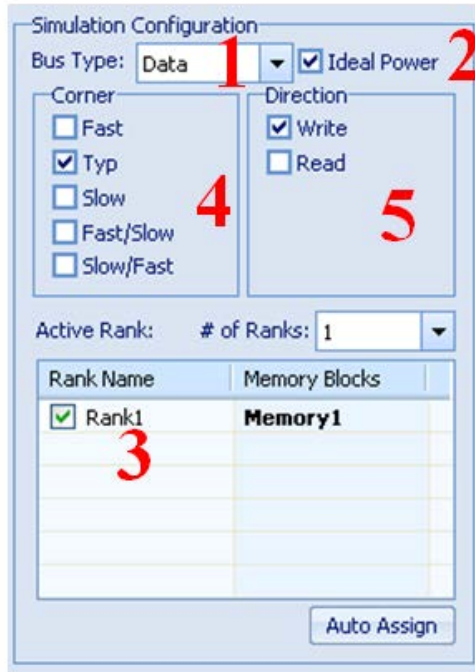 Simulation Configuration
Bus Type: Data 1 Ideal Power 2
Corner
Fast
Typ
Slow
Fast/Slow
Slow/Fast
4
Direction
Write
Read
5
Active Rank: # of Ranks: 1
Rank Name Memory Blocks
Rank1 Memory1
3
Auto Assign